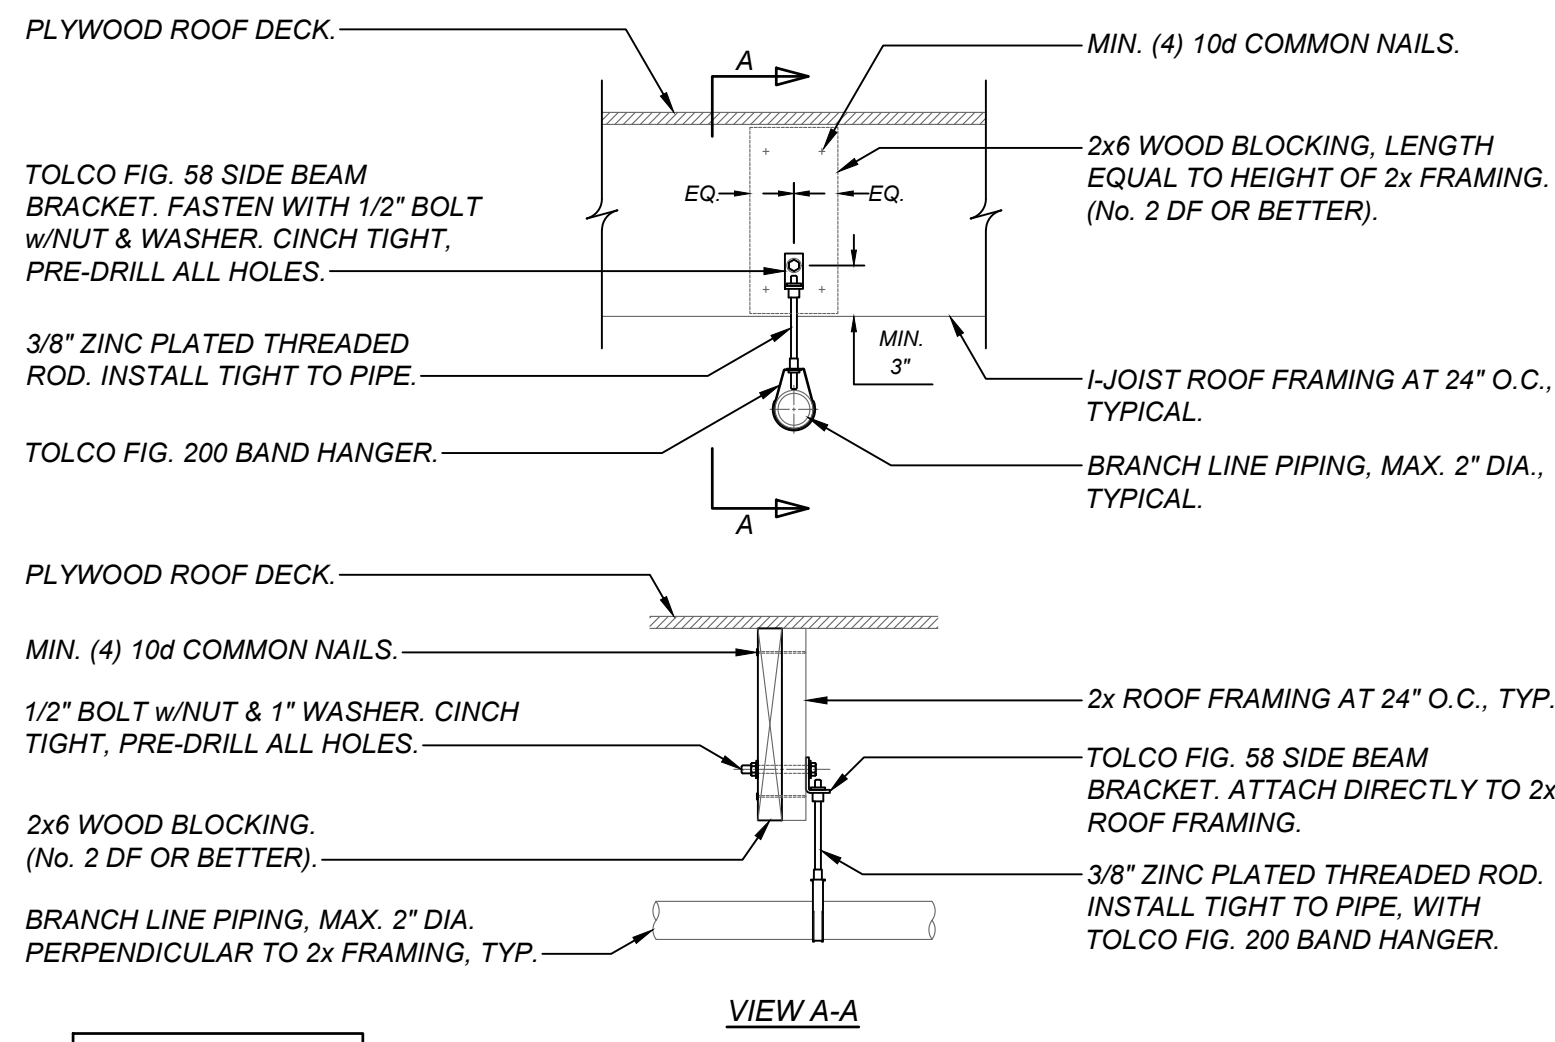 PLYWOOD ROOF DECK.
A
MIN. (4) 10d COMMON NAILS.
TOLCO FIG. 58 SIDE BEAM
BRACKET. FASTEN WITH 1/2" BOLT
w/NUT & WASHER. CINCH TIGHT,
PRE-DRILL ALL HOLES.
EQ.
EQ.
2x6 WOOD BLOCKING, LENGTH
EQUAL TO HEIGHT OF 2x FRAMING.
(No. 2 DF OR BETTER).
3/8" ZINC PLATED THREADED
ROD. INSTALL TIGHT TO PIPE.
MIN.
3"
I-JOIST ROOF FRAMING AT 24" O.C.,
TYPICAL.
TOLCO FIG. 200 BAND HANGER.
BRANCH LINE PIPING, MAX. 2" DIA.,
TYPICAL.
A
PLYWOOD ROOF DECK.
MIN. (4) 10d COMMON NAILS.
1/2" BOLT w/NUT & 1" WASHER. CINCH
TIGHT, PRE-DRILL ALL HOLES.
2x6 WOOD BLOCKING.
(No. 2 DF OR BETTER).
BRANCH LINE PIPING, MAX. 2" DIA.
PERPENDICULAR TO 2x FRAMING, TYP.
2x ROOF FRAMING AT 24" O.C., TYP.
TOLCO FIG. 58 SIDE BEAM
BRACKET. ATTACH DIRECTLY TO 2x
ROOF FRAMING.
3/8" ZINC PLATED THREADED ROD.
INSTALL TIGHT TO PIPE, WITH
TOLCO FIG. 200 BAND HANGER.
VIEW A-A